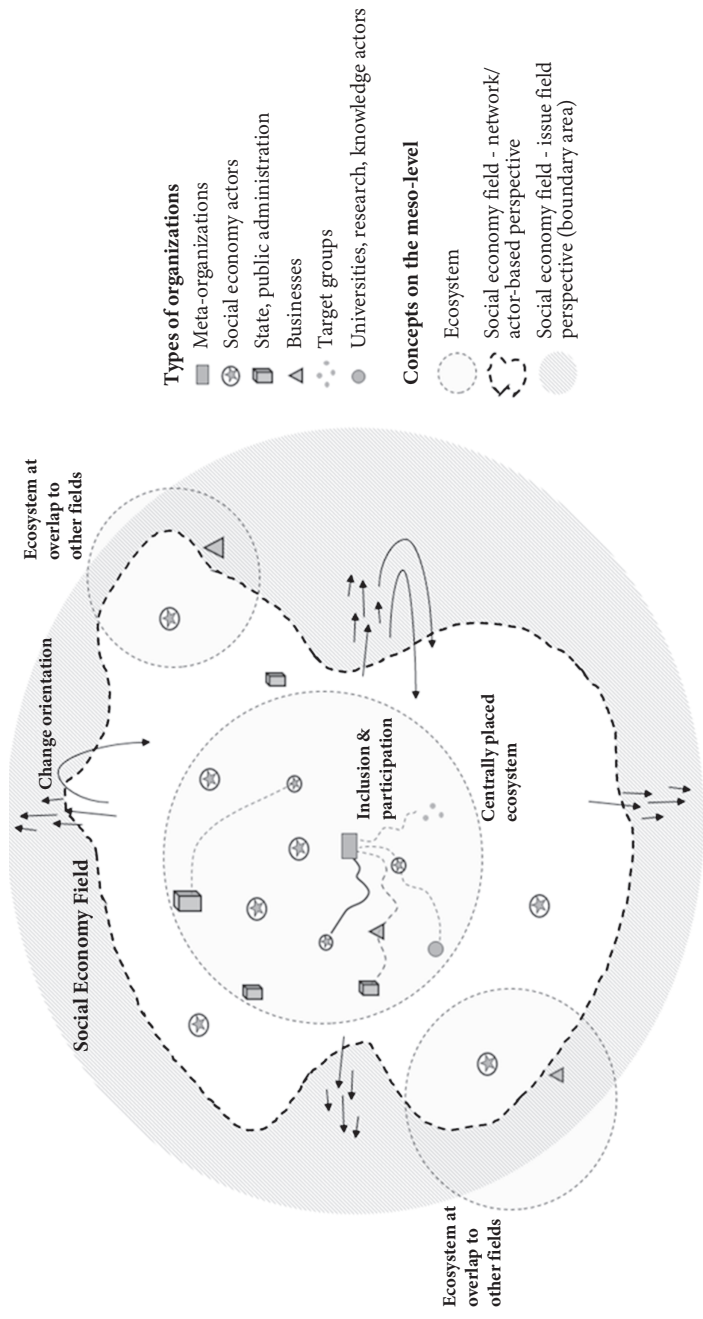 Ecosystem at
overlap to
other fields
Social Economy Field
Change orientation
Ecosystem at
overlap to
other fields
Inclusion &
participation
Centrally placed
ecosystem
Types of organizations
Meta-organizations
Social economy actors
State, public administration
Businesses
Target groups
Universities, research, knowledge actors
Concepts on the meso-level
Ecosystem
Social economy field - network/
actor-based perspective
Social economy field - issue field
perspective (boundary area)